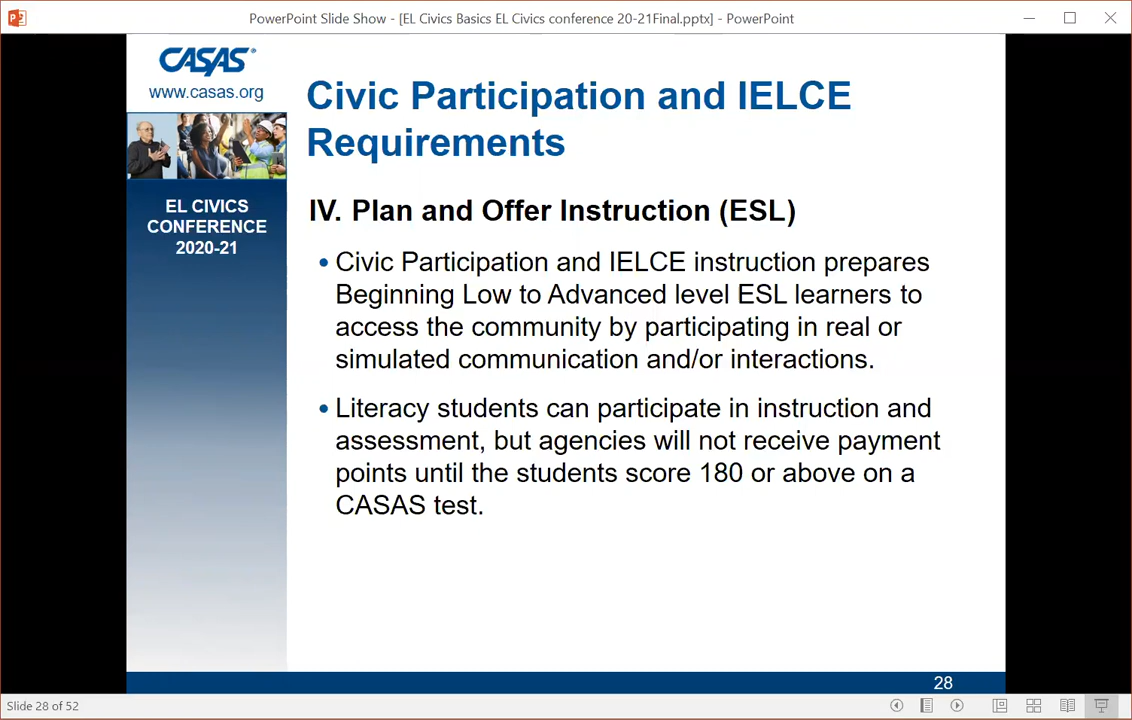 PowerPoint Slide Show - [EL Civics Basics EL Civics conference 20-21Final.pptx] - PowerPoint
CASAS®
www.casas.org
EL CIVICS
CONFERENCE
2020-21
Civic Participation and IELCE
Requirements
IV. Plan and Offer Instruction (ESL)
• Civic Participation and IELCE instruction prepares
Beginning Low to Advanced level ESL learners to
access the community by participating in real or
simulated communication and/or interactions.
• Literacy students can participate in instruction and
assessment, but agencies will not receive payment
points until the students score 180 or above on a
CASAS test.
28
Slide 28 of 52